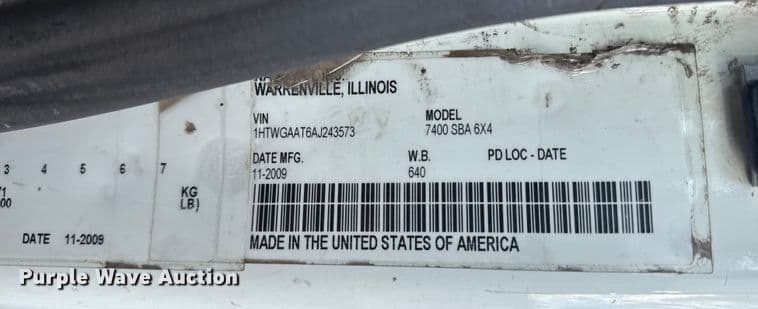 WARRENVILLE, ILLINOIS
VIN MODEL
1HTWGAAT6AJ243573 7400 SBA 6X4
DATE MFG. W.B. PD LOC - DATE
11-2009 640
MADE IN THE UNITED STATES OF AMERICA
3 4 5 6 7
KG
LB)
DATE 11-2009
Purple Wave Auction